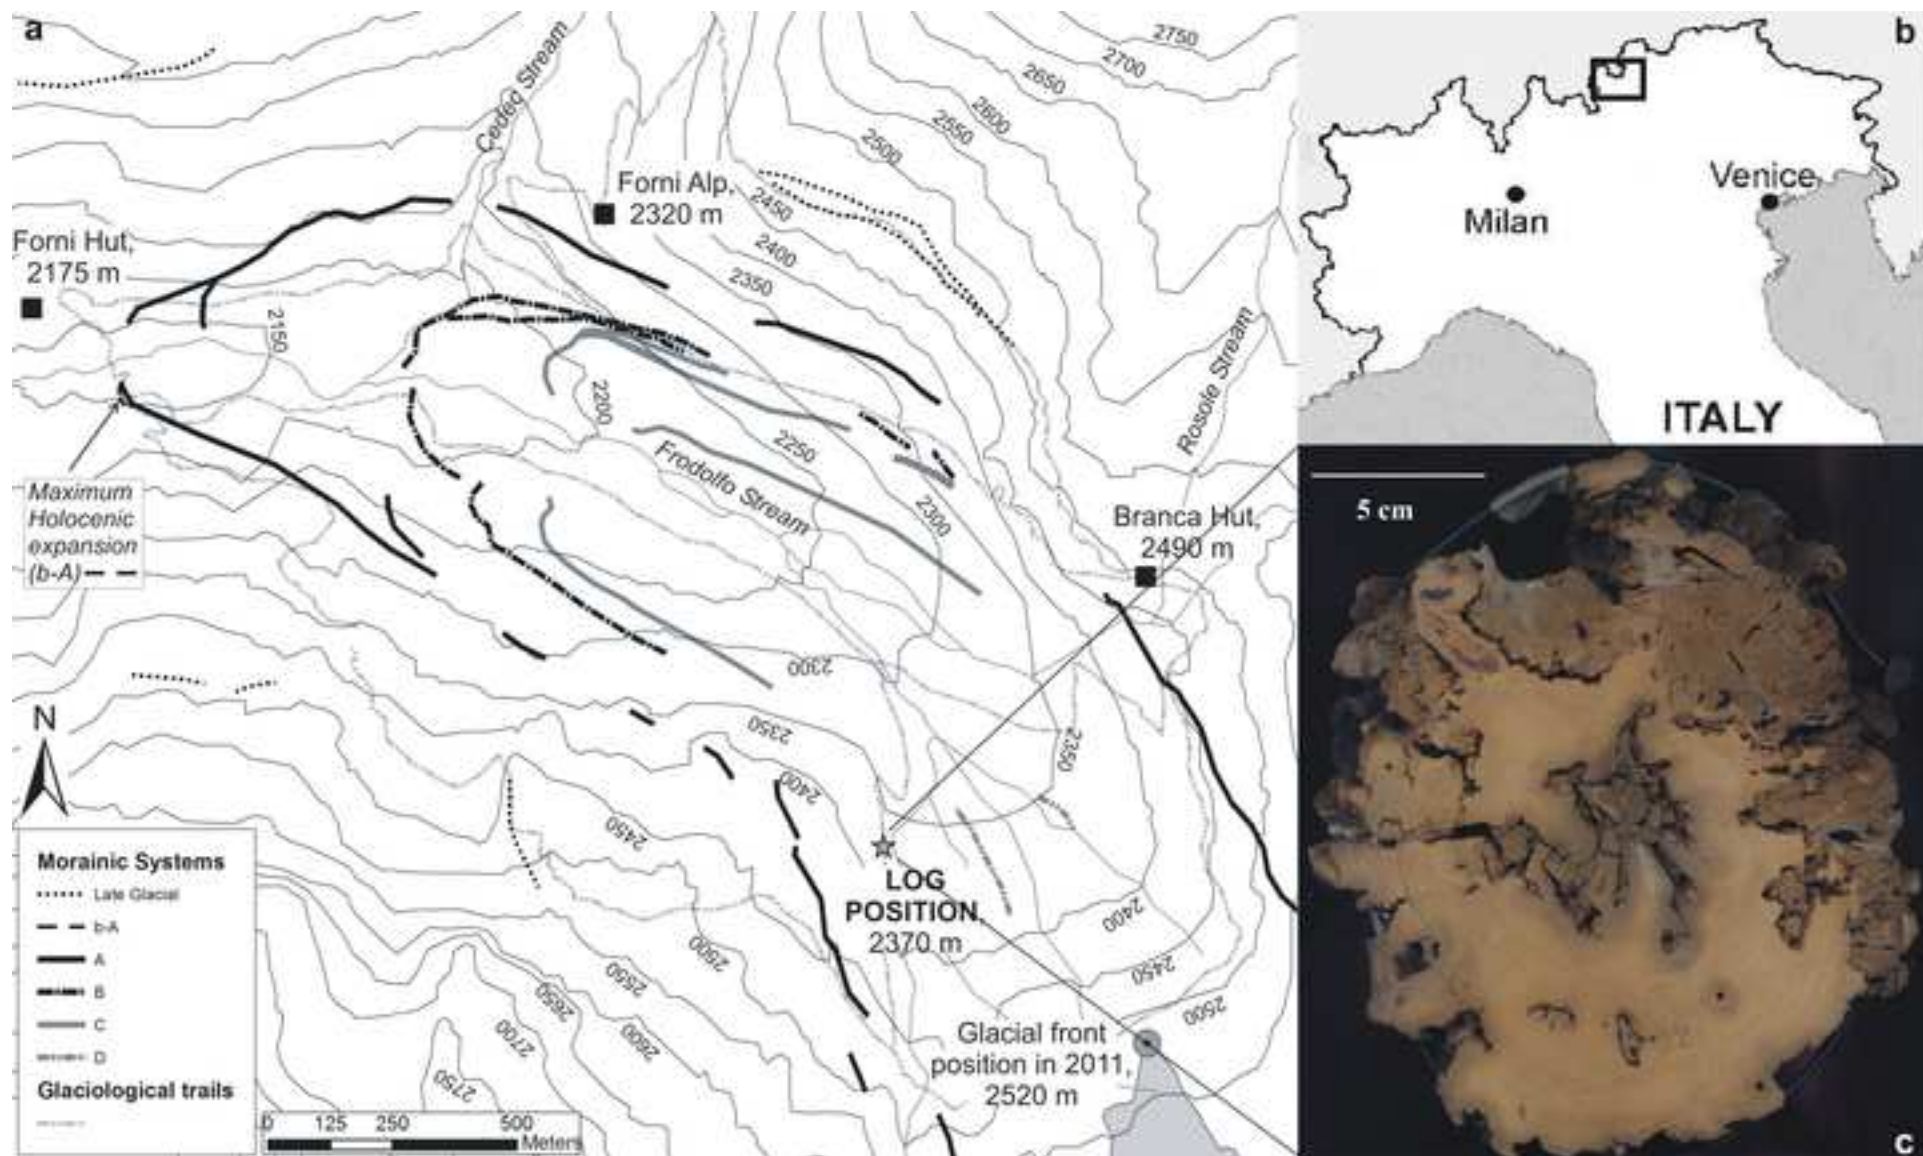 a
2750
2700
2650
2600
2550
2500
2450
2400
2350
Cedeq Stream
Forni Alp,
2320 m
Forni Hut,
2175 m
2150
2200
2250
2300
Frodolfo Stream
Rosole Stream
Branca Hut,
2490 m
Maximum
Holocenic
expansion
(b-A)
2300
2350
2350
2400
2450
2500
2550
2600
2650
2700
2750
LOG
POSITION,
2370 m
2400
2450
2500
Glacial front
position in 2011,
2520 m
N
Morainic Systems
Late Glacial
b-A
A
B
C
D
Glaciological trails
0 125 250 500
Meters
b
Milan
Venice
ITALY
5 cm
c